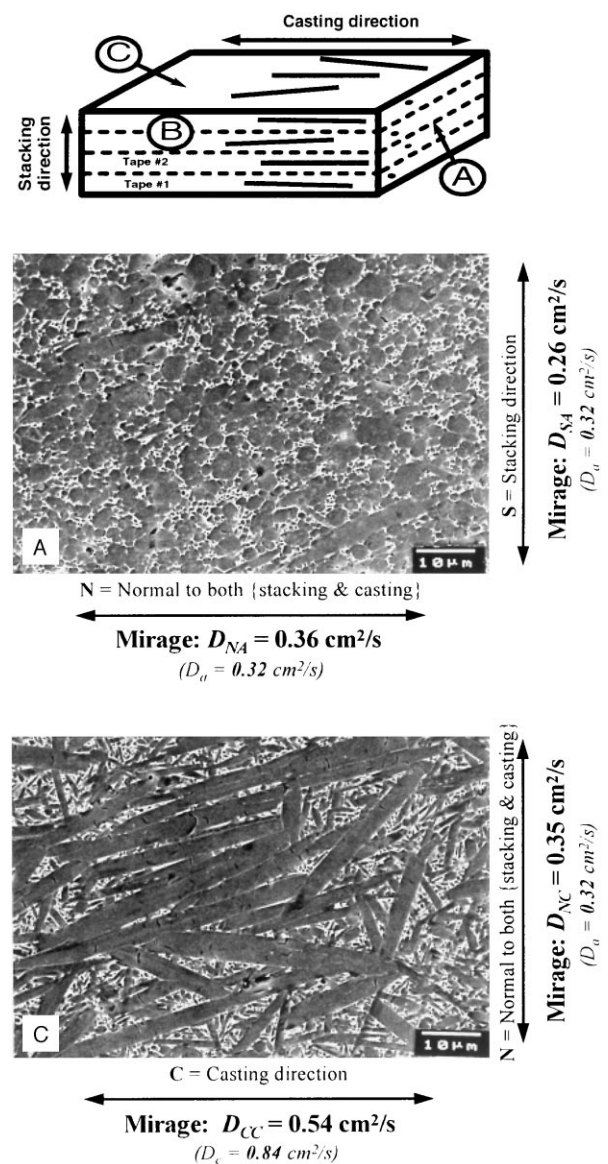 Casting direction
C
Stacking
direction
B
Tape #2
Tape #1
A
S = Stacking direction
Mirage: D_SA = 0.26 cm²/s
(D_a = 0.32 cm²/s)
A
10μm
N = Normal to both {stacking & casting}
Mirage: D_NA = 0.36 cm²/s
(D_a = 0.32 cm²/s)
N = Normal to both {stacking & casting}
Mirage: D_NC = 0.35 cm²/s
(D_a = 0.32 cm²/s)
C
10μm
C = Casting direction
Mirage: D_CC = 0.54 cm²/s
(D_c = 0.84 cm²/s)